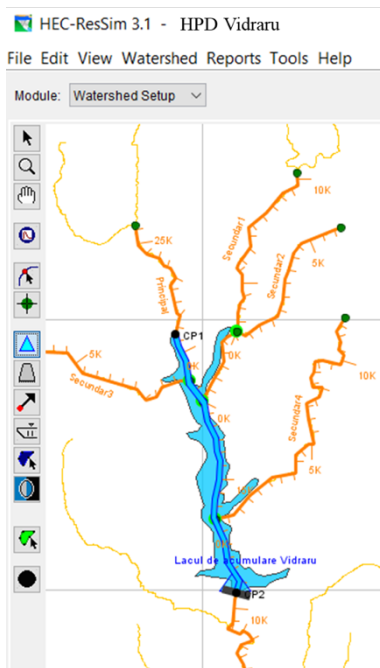 HEC-ResSim 3.1 - HPD Vidraru
File Edit View Watershed Reports Tools Help
Module: Watershed Setup
10K
Secundar1
Secundar2
5K
25K
Principal
CP1
10K
5K
Secundar3
0K
0K
0K
Secundar4
5K
Lacul de acumulare Vidraru
CP2
10K